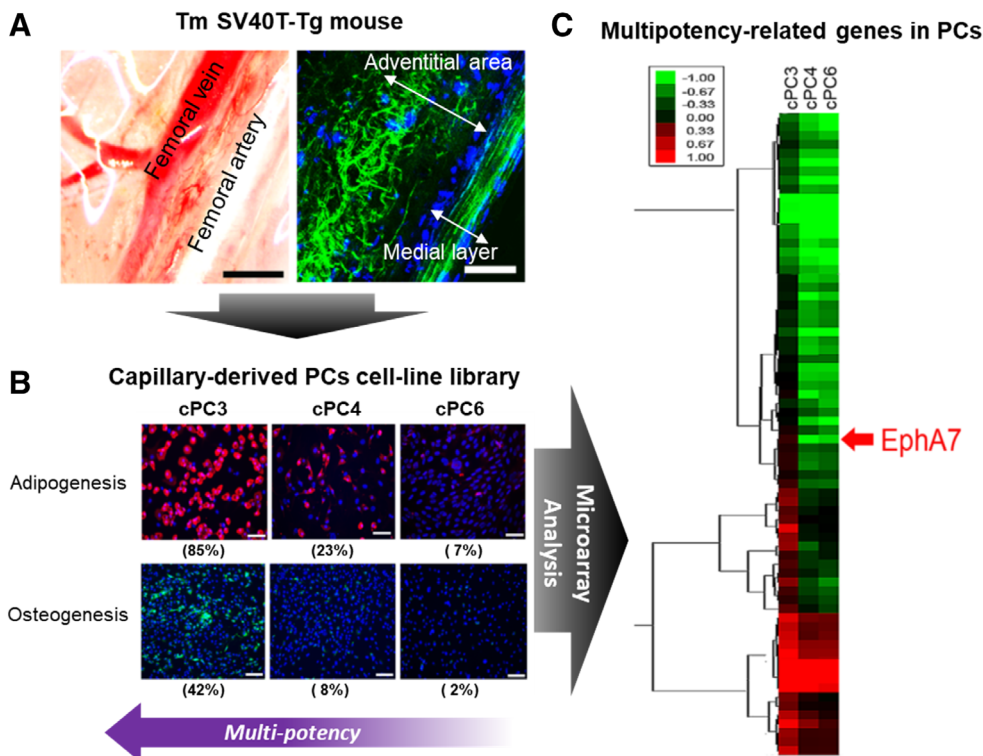 A
Tm SV40T-Tg mouse
Femoral vein
Femoral artery
Adventitial area
Medial layer
B
Capillary-derived PCs cell-line library
cPC3 cPC4 cPC6
Adipogenesis
(85%) (23%) ( 7%)
Osteogenesis
(42%) ( 8%) ( 2%)
Multi-potency
Microarray
Analysis
C
Multipotency-related genes in PCs
cPC3
cPC4
cPC6
-1.00
-0.67
-0.33
0.00
0.33
0.67
1.00
EphA7